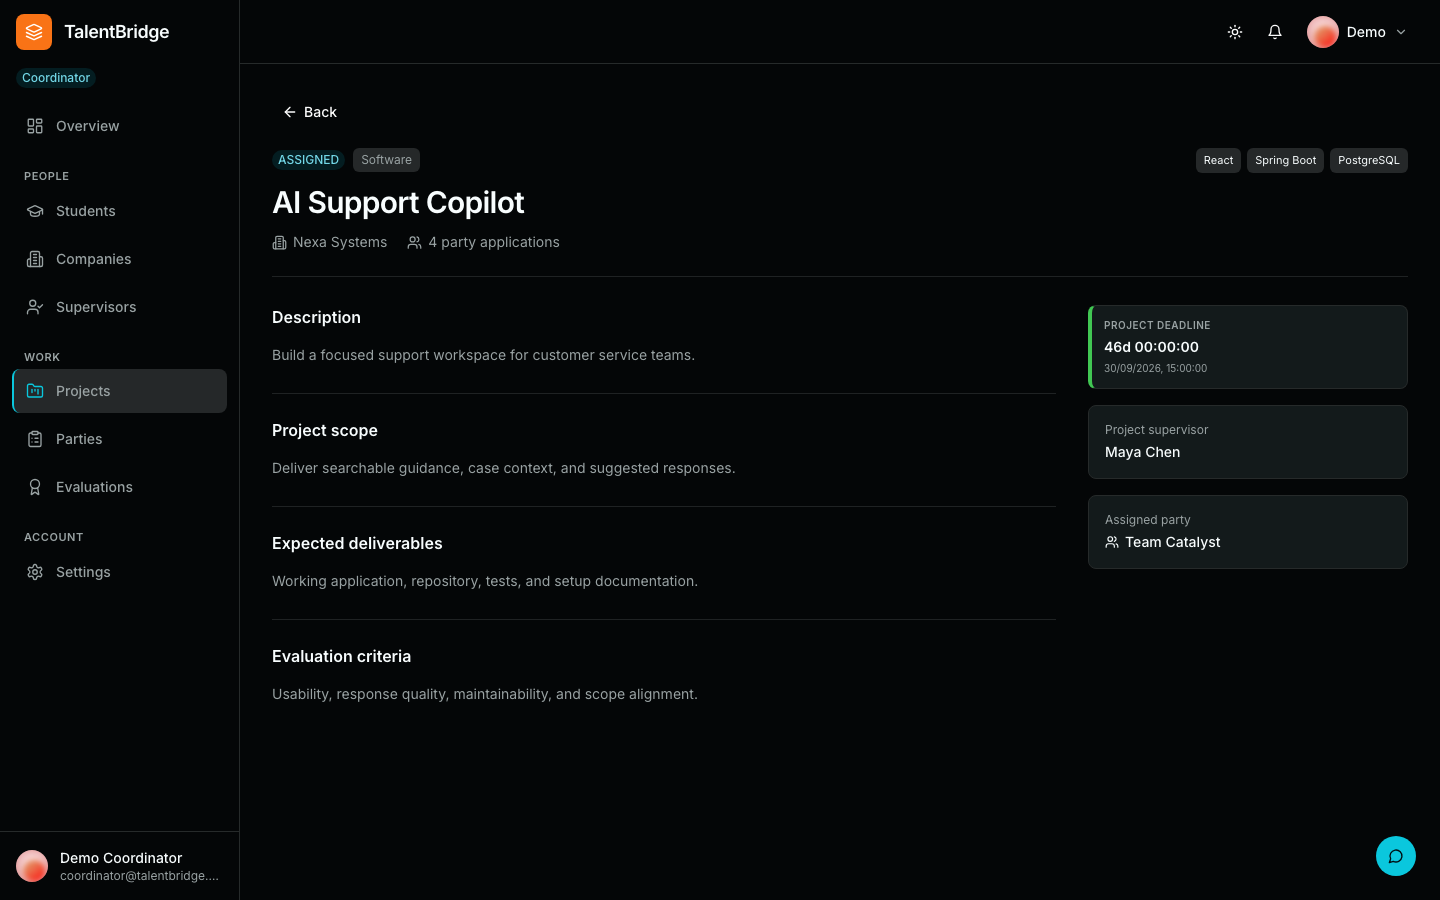 TalentBridge
Coordinator
Overview
PEOPLE
Students
Companies
Supervisors
WORK
Projects
Parties
Evaluations
ACCOUNT
Settings
Demo Coordinator
coordinator@talentbridge....
Demo
Back
ASSIGNED
Software
React
Spring Boot
PostgreSQL
AI Support Copilot
Nexa Systems
4 party applications
Description
Build a focused support workspace for customer service teams.
Project scope
Deliver searchable guidance, case context, and suggested responses.
Expected deliverables
Working application, repository, tests, and setup documentation.
Evaluation criteria
Usability, response quality, maintainability, and scope alignment.
PROJECT DEADLINE
46d 00:00:00
30/09/2026, 15:00:00
Project supervisor
Maya Chen
Assigned party
Team Catalyst